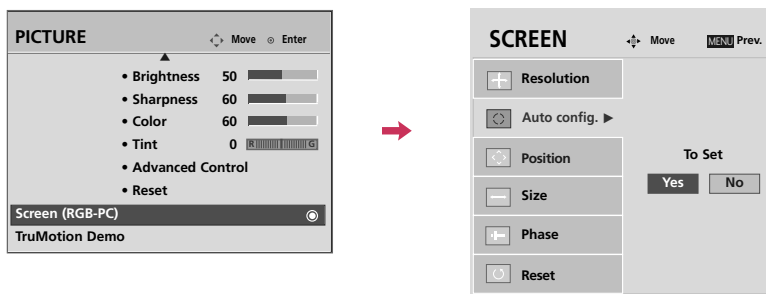 PICTURE Move Enter
• Brightness 50
• Sharpness 60
• Color 60
• Tint 0 R G
• Advanced Control
• Reset
Screen (RGB-PC)
TruMotion Demo
SCREEN Move MENU Prev.
Resolution
Auto config. ▶
Position
Size
Phase
Reset
To Set
Yes No